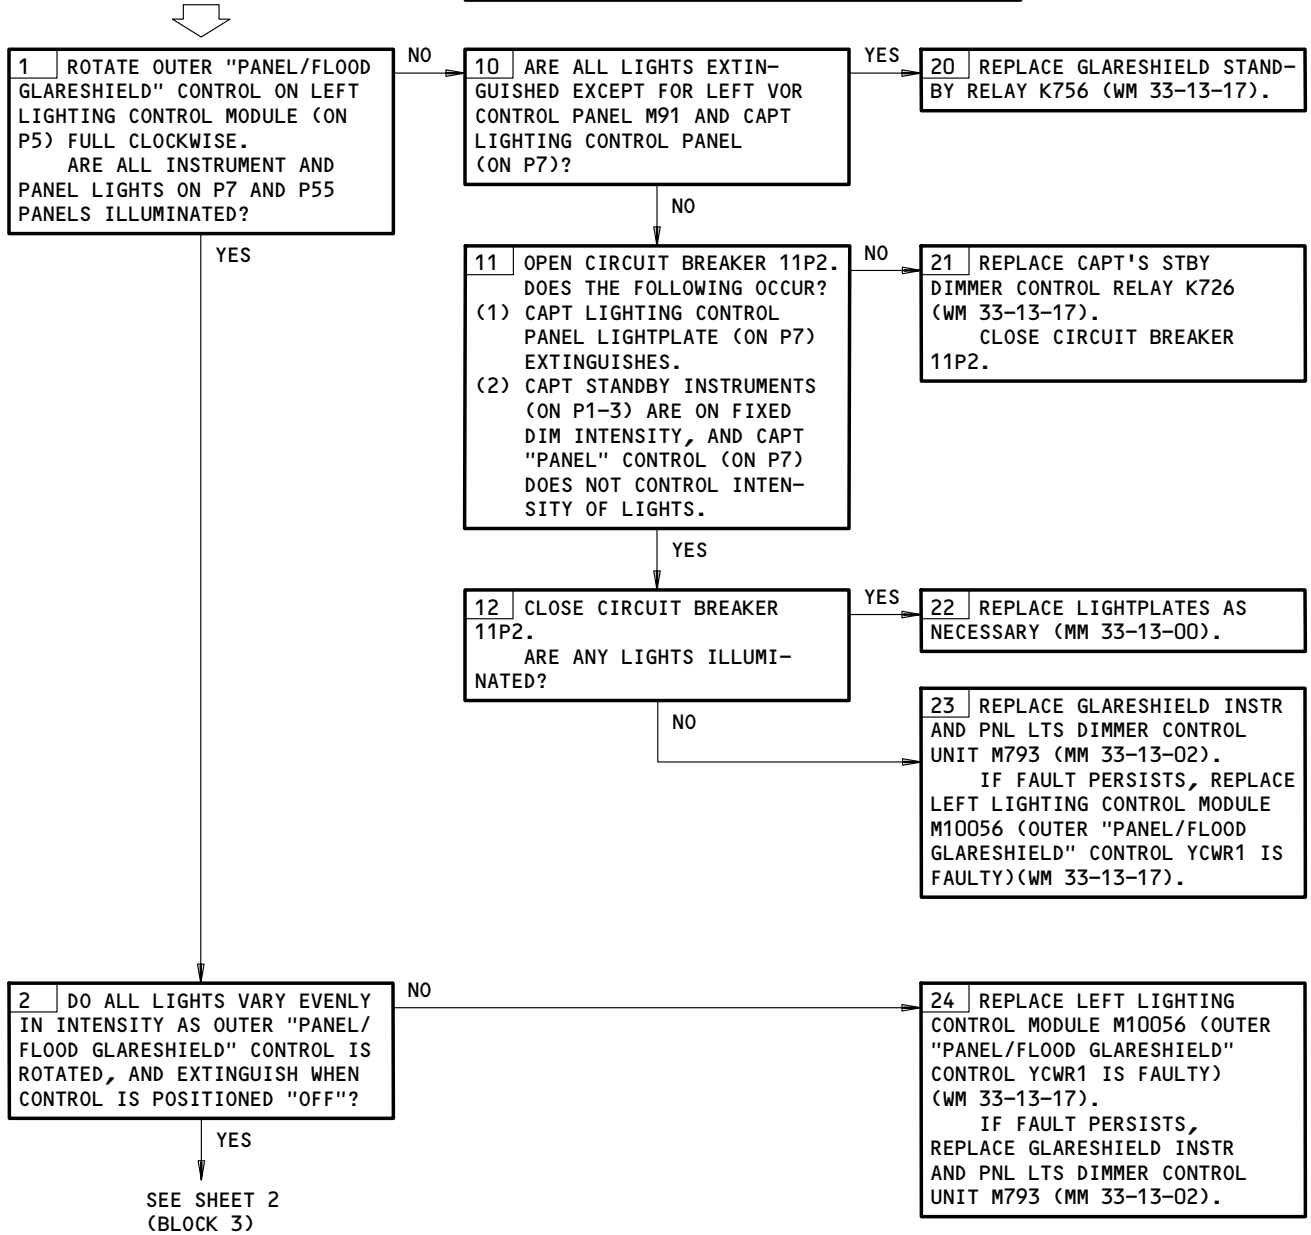 1 ROTATE OUTER "PANEL/FLOOD
GLARESHIELD" CONTROL ON LEFT
LIGHTING CONTROL MODULE (ON
P5) FULL CLOCKWISE.
ARE ALL INSTRUMENT AND
PANEL LIGHTS ON P7 AND P55
PANELS ILLUMINATED?
NO
10 ARE ALL LIGHTS EXTIN-
GUISHED EXCEPT FOR LEFT VOR
CONTROL PANEL M91 AND CAPT
LIGHTING CONTROL PANEL
(ON P7)?
YES
20 REPLACE GLARESHIELD STAND-
BY RELAY K756 (WM 33-13-17).
NO
YES
11 OPEN CIRCUIT BREAKER 11P2.
DOES THE FOLLOWING OCCUR?
(1) CAPT LIGHTING CONTROL
PANEL LIGHTPLATE (ON P7)
EXTINGUISHES.
(2) CAPT STANDBY INSTRUMENTS
(ON P1-3) ARE ON FIXED
DIM INTENSITY, AND CAPT
"PANEL" CONTROL (ON P7)
DOES NOT CONTROL INTEN-
SITY OF LIGHTS.
NO
21 REPLACE CAPT'S STBY
DIMMER CONTROL RELAY K726
(WM 33-13-17).
CLOSE CIRCUIT BREAKER
11P2.
YES
12 CLOSE CIRCUIT BREAKER
11P2.
ARE ANY LIGHTS ILLUMI-
NATED?
YES
22 REPLACE LIGHTPLATES AS
NECESSARY (MM 33-13-00).
NO
23 REPLACE GLARESHIELD INSTR
AND PNL LTS DIMMER CONTROL
UNIT M793 (MM 33-13-02).
IF FAULT PERSISTS, REPLACE
LEFT LIGHTING CONTROL MODULE
M10056 (OUTER "PANEL/FLOOD
GLARESHIELD" CONTROL YCWR1 IS
FAULTY)(WM 33-13-17).
2 DO ALL LIGHTS VARY EVENLY
IN INTENSITY AS OUTER "PANEL/
FLOOD GLARESHIELD" CONTROL IS
ROTATED, AND EXTINGUISH WHEN
CONTROL IS POSITIONED "OFF"?
NO
24 REPLACE LEFT LIGHTING
CONTROL MODULE M10056 (OUTER
"PANEL/FLOOD GLARESHIELD"
CONTROL YCWR1 IS FAULTY)
(WM 33-13-17).
IF FAULT PERSISTS,
REPLACE GLARESHIELD INSTR
AND PNL LTS DIMMER CONTROL
UNIT M793 (MM 33-13-02).
YES
SEE SHEET 2
(BLOCK 3)